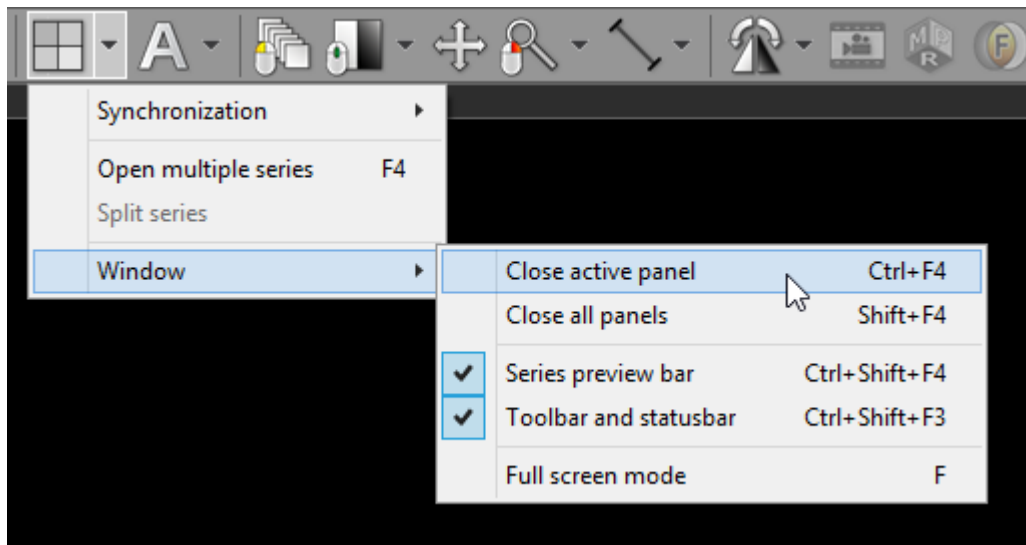 A
MPR
F
Synchronization
Open multiple series F4
Split series
Window
Close active panel Ctrl+F4
Close all panels Shift+F4
Series preview bar Ctrl+Shift+F4
Toolbar and statusbar Ctrl+Shift+F3
Full screen mode F